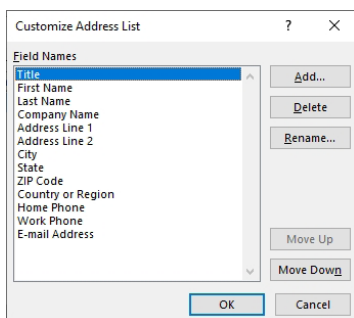 Customize Address List ? ×
Field Names
Title
First Name
Last Name
Company Name
Address Line 1
Address Line 2
City
State
ZIP Code
Country or Region
Home Phone
Work Phone
E-mail Address
Add...
Delete
Rename...
Move Up
Move Down
OK
Cancel